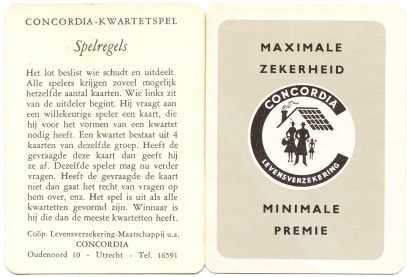 CONCORDIA-KWARTETSPEL
Spelregels
Het lot beslist wie schudt en uitdeelt.
Alle spelers krijgen zoveel mogelijk
hetzelfde aantal kaarten. Wie links zit
van de uitdeler begint. Hij vraagt aan
een willekeurige speler een kaart, die
hij voor het vormen van een kwartet
nodig heeft. Een kwartet bestaat uit 4
kaarten van dezelfde groep. Heeft de
gevraagde deze kaart dan geeft hij
ze af. Dezelfde speler mag nu verder
vragen. Heeft de gevraagde de kaart
niet dan gaat het recht van vragen op
hem over, enz. Het spel is uit als alle
kwartetten gevormd zijn. Winnaar is
hij die dan de meeste kwartetten heeft.
Coöp. Levensverzekering-Maatschappij u.a.
CONCORDIA
Oudenoord 10 - Utrecht - Tel. 16591
MAXIMALE
ZEKERHEID
CONCORDIA
LEVENSVERZEKERING
MINIMALE
PREMIE